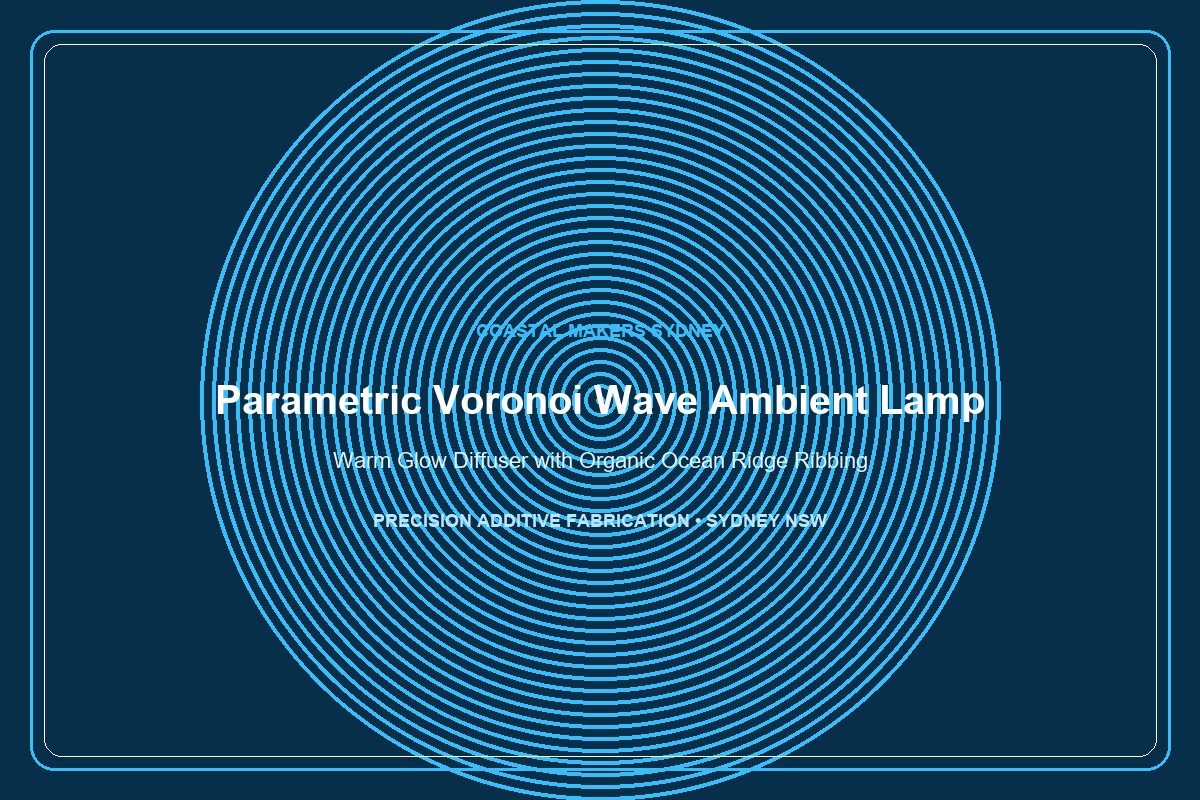 COASTAL MAKERS SYDNEY
Parametric Voronoi Wave Ambient Lamp
Warm Glow Diffuser with Organic Ocean Ridge Ribbing
PRECISION ADDITIVE FABRICATION • SYDNEY NSW